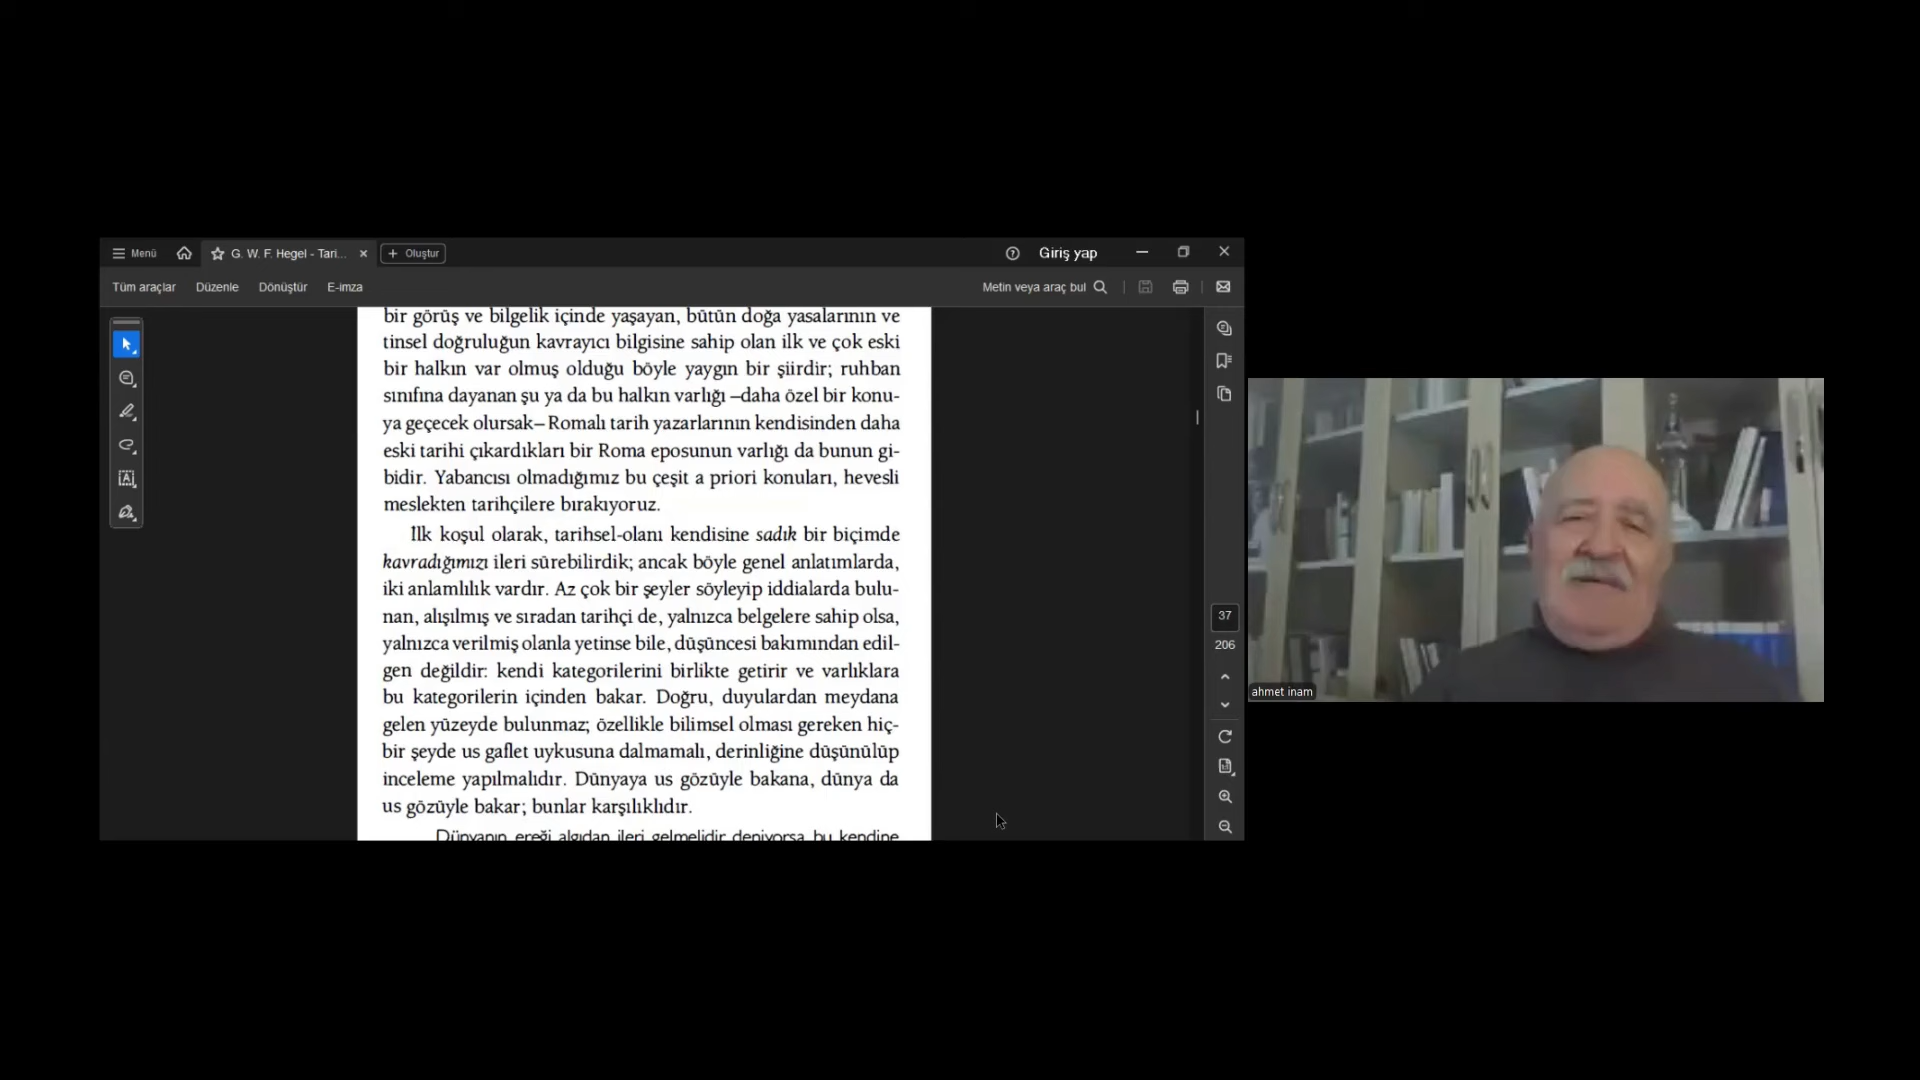 Menü
G. W. F. Hegel - Tari...
Oluştur
Giriş yap
Tüm araçlar
Düzenle
Dönüştür
E-imza
Metin veya araç bul
bir görüş ve bilgelik içinde yaşayan, bütün doğa yasalarının ve
tinsel doğruluğun kavrayıcı bilgisine sahip olan ilk ve çok eski
bir halkın var olmuş olduğu böyle yaygın bir şiirdir; ruhban
sınıfına dayanan şu ya da bu halkın varlığı –daha özel bir konu-
ya geçecek olursak– Romalı tarih yazarlarının kendisinden daha
eski tarihi çıkardıkları bir Roma eposunun varlığı da bunun gi-
bidir. Yabancısı olmadığımız bu çeşit a priori konuları, hevesli
meslekten tarihçilere bırakıyoruz.
İlk koşul olarak, tarihsel-olanı kendisine sadık bir biçimde
kavradığımızı ileri sürebilirdik; ancak böyle genel anlatımlarda,
iki anlamlılık vardır. Az çok bir şeyler söyleyip iddialarda bulu-
nan, alışılmış ve sıradan tarihçi de, yalnızca belgelere sahip olsa,
yalnızca verilmiş olanla yetinse bile, düşüncesi bakımından edil-
gen değildir: kendi kategorilerini birlikte getirir ve varlıklara
bu kategorilerin içinden bakar. Doğru, duyulardan meydana
gelen yüzeyde bulunmaz; özellikle bilimsel olması gereken hiç-
bir şeyde us gaflet uykusuna dalmamalı, derinliğine düşünülüp
inceleme yapılmalıdır. Dünyaya us gözüyle bakana, dünya da
us gözüyle bakar; bunlar karşılıklıdır.
Dünyanın ereği algıdan ileri gelmelidir deniyorsa bu kendine
37
206
ahmet inam